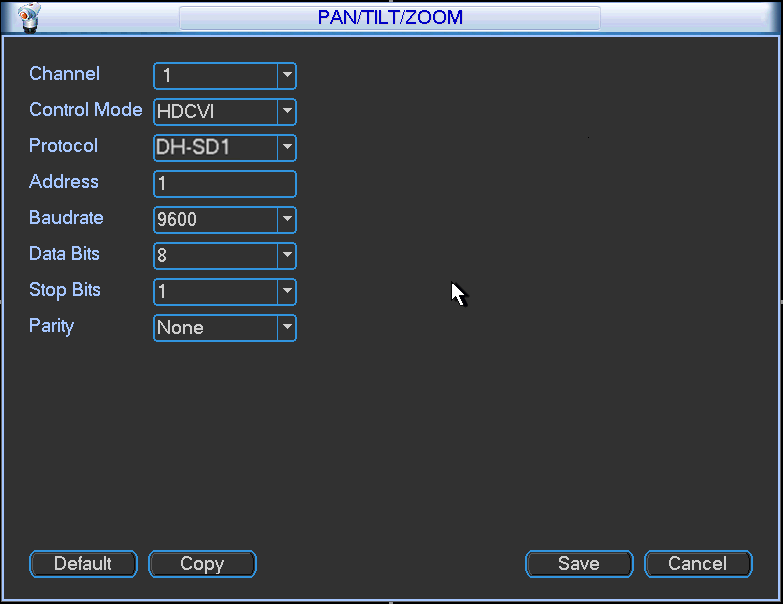 PAN/TILT/ZOOM
Channel 1
Control Mode HDCVI
Protocol DH-SD1
Address 1
Baudrate 9600
Data Bits 8
Stop Bits 1
Parity None
Default Copy Save Cancel